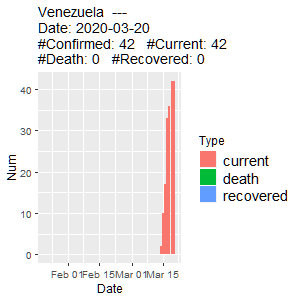 Venezuela  ---
Date: 2020-03-20
#Confirmed: 42   #Current: 42
#Death: 0   #Recovered: 0
Num
40
30
20
10
0
Feb 01
Feb 15
Mar 01
Mar 15
Date
Type
current
death
recovered